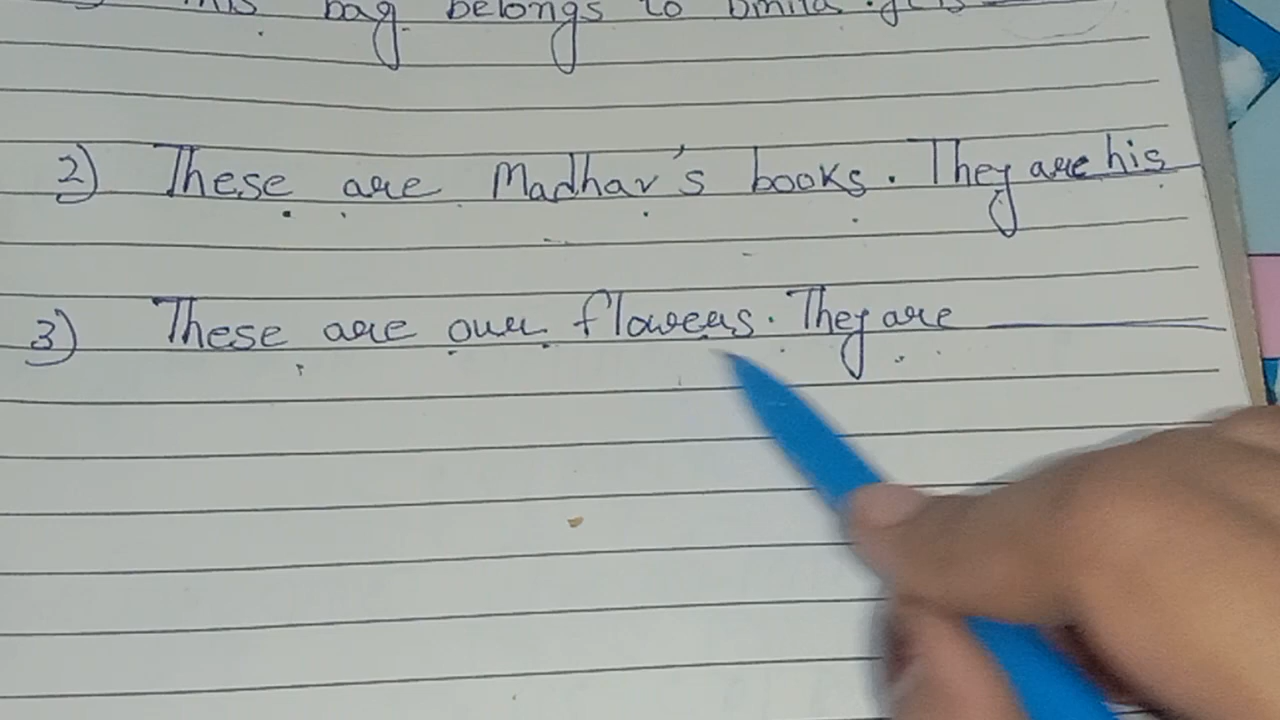 bag belongs to
2) These are Madhav's books. They are his
3) These are our flowers. They are